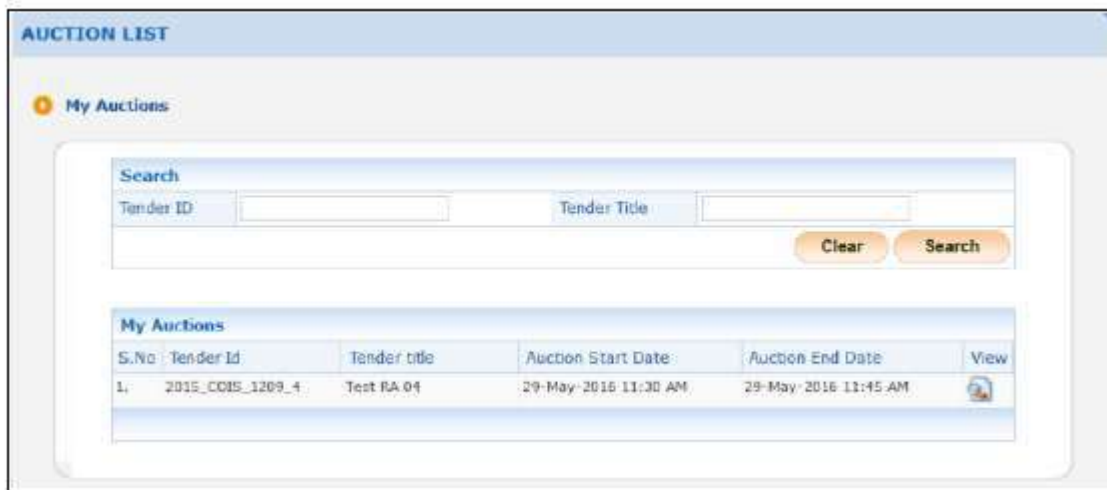 AUCTION LIST
My Auctions
Search
Tender ID Tender Title
Clear Search
My Auctions
S.No Tender Id Tender title Auction Start Date Auction End Date View
1. 2015_COIS_1209_4 Test RA 04 29-May-2016 11:30 AM 29-May-2016 11:45 AM